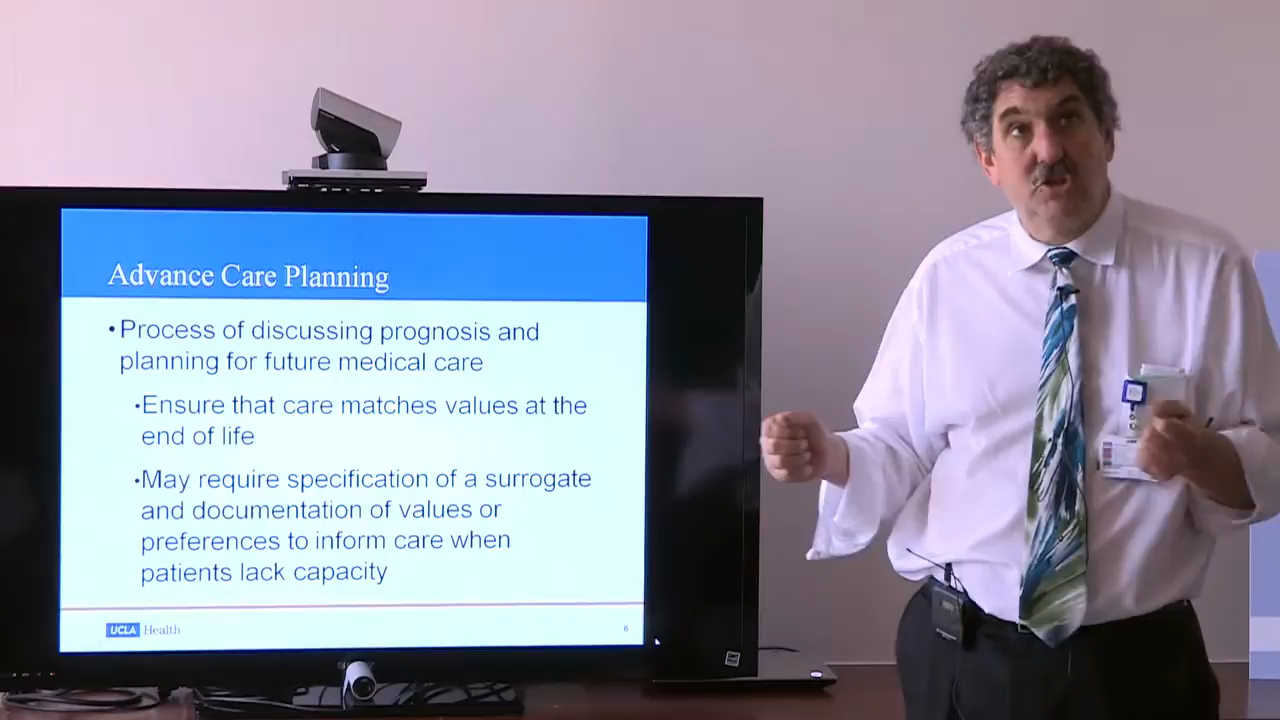 Advance Care Planning
•Process of discussing prognosis and
planning for future medical care
•Ensure that care matches values at the
end of life
•May require specification of a surrogate
and documentation of values or
preferences to inform care when
patients lack capacity
UCLA Health
6